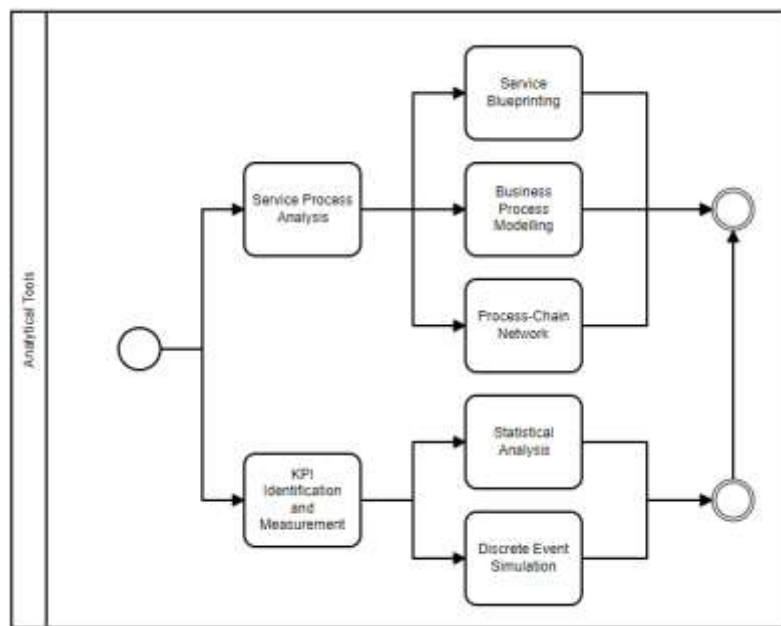 Analytical Tools
Service
Blueprinting
Service Process
Analysis
Business
Process
Modelling
Process-Chain
Network
KPI
Identification
and
Measurement
Statistical
Analysis
Discrete Event
Simulation